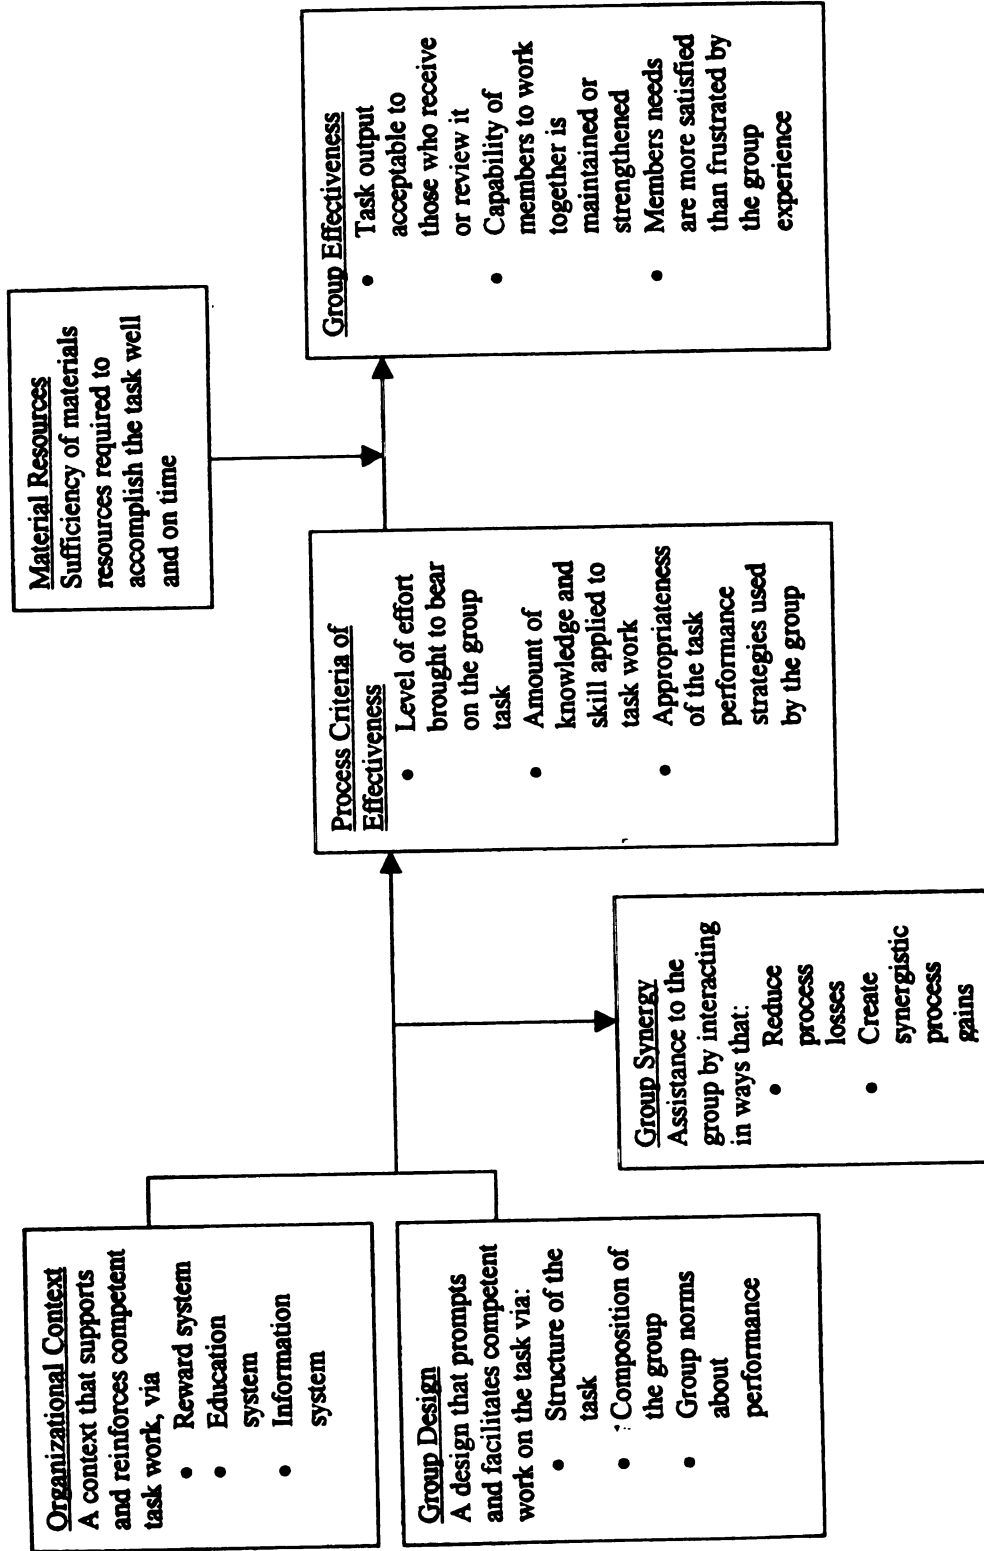 Organizational Context
A context that supports
and reinforces competent
task work, via
• Reward system
• Education
system
• Information
system
Group Design
A design that prompts
and facilitates competent
work on the task via:
• Structure of the
task
• Composition of
the group
• Group norms
about
performance
Group Synergy
Assistance to the
group by interacting
in ways that:
• Reduce
process
losses
• Create
synergistic
process
gains
Process Criteria of
Effectiveness
• Level of effort
brought to bear
on the group
task
• Amount of
knowledge and
skill applied to
task work
• Appropriateness
of the task
performance
strategies used
by the group
Material Resources
Sufficiency of materials
resources required to
accomplish the task well
and on time
Group Effectiveness
• Task output
acceptable to
those who receive
or review it
• Capability of
members to work
together is
maintained or
strengthened
• Members needs
are more satisfied
than frustrated by
the group
experience